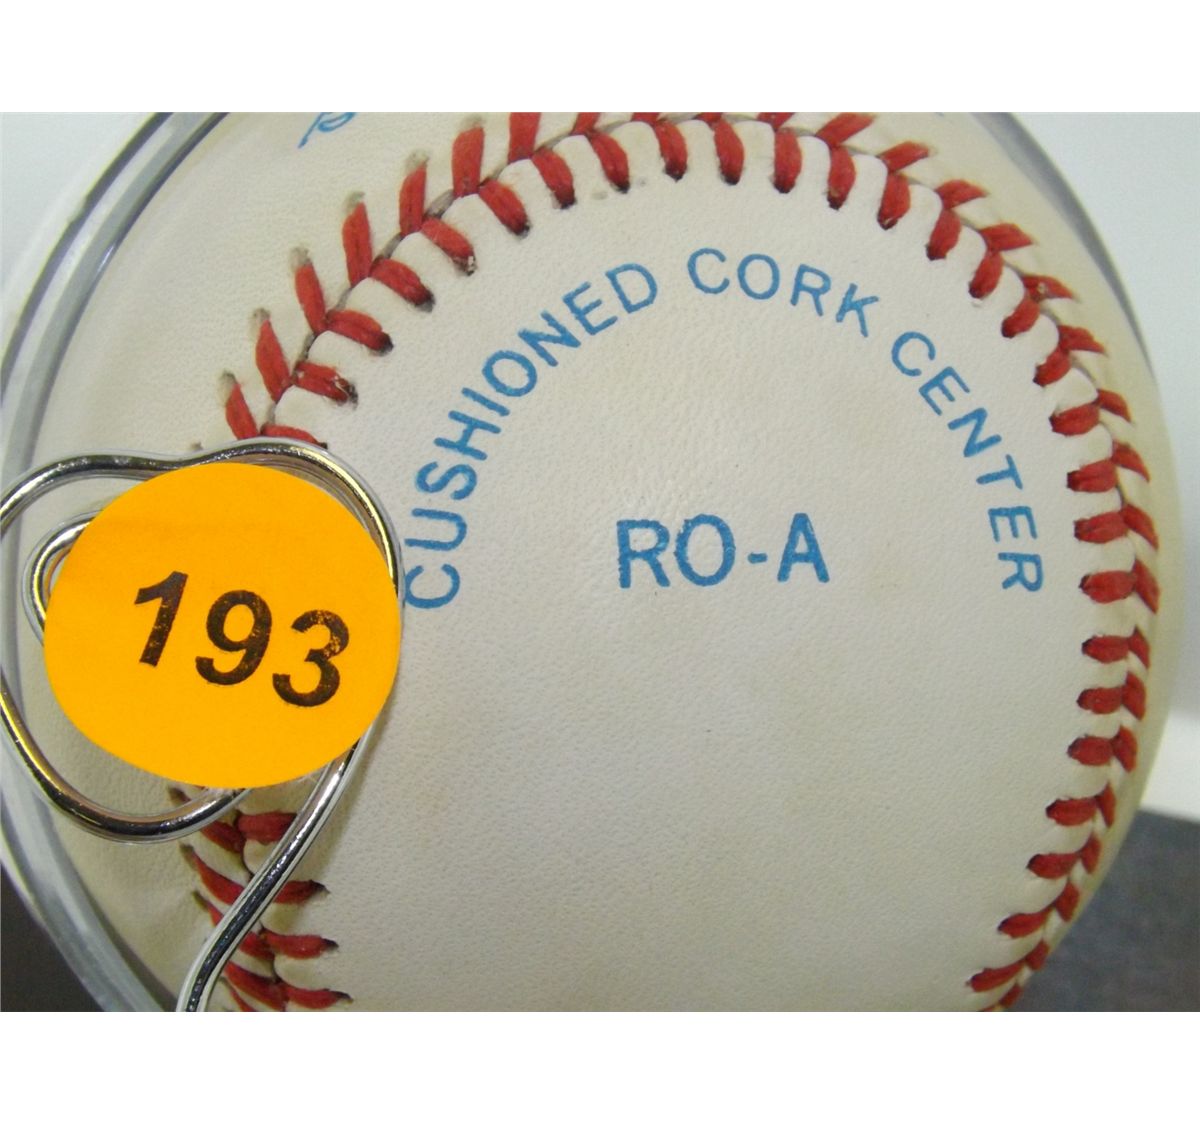 CUSHIONED CORK CENTER
RO-A
193